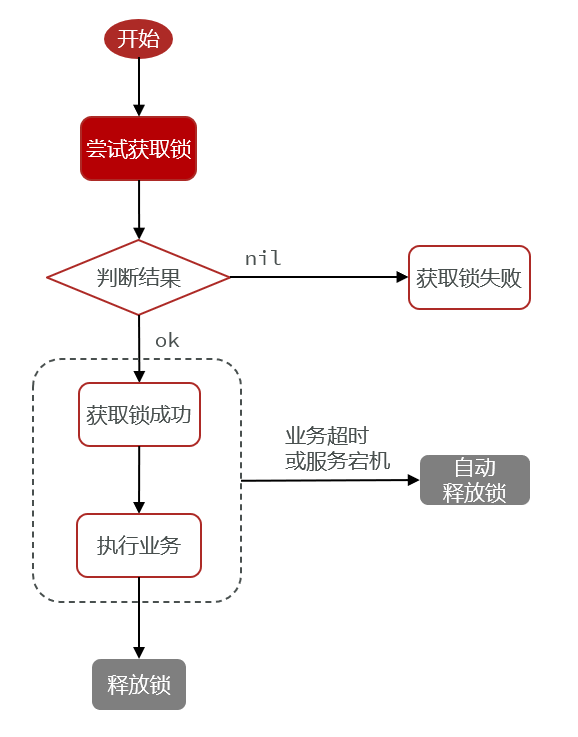 开始
尝试获取锁
判断结果
nil
获取锁失败
ok
获取锁成功
业务超时
或服务宕机
自动
释放锁
执行业务
释放锁